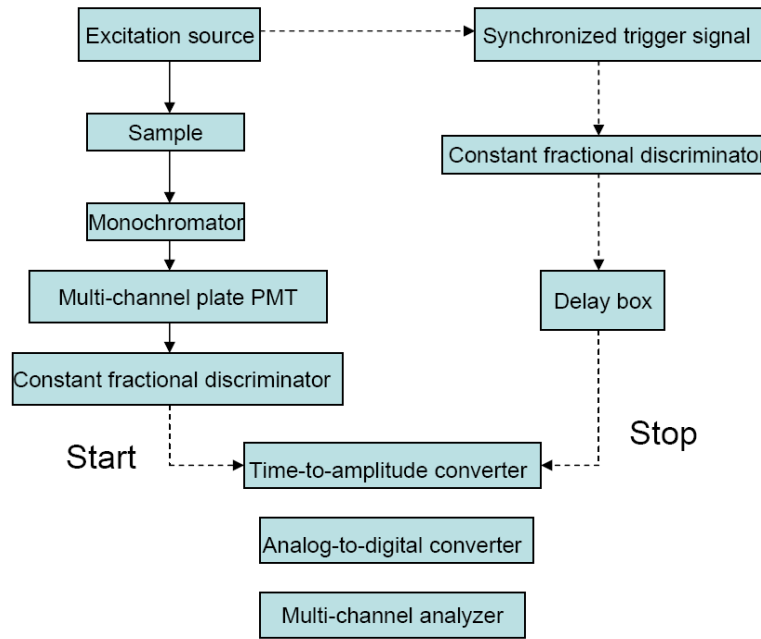 Excitation source
Synchronized trigger signal
Sample
Constant fractional discriminator
Monochromator
Multi-channel plate PMT
Delay box
Constant fractional discriminator
Start
Stop
Time-to-amplitude converter
Analog-to-digital converter
Multi-channel analyzer